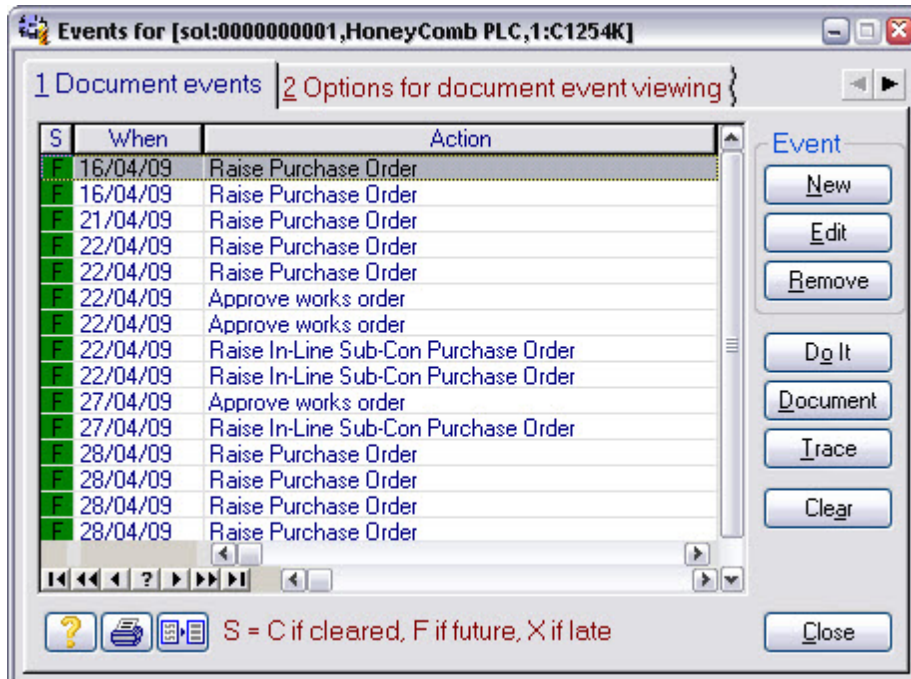 Events for [sol:0000000001,HoneyComb PLC,1:C1254K]
1 Document events 2 Options for document event viewing
S When Action
F 16/04/09 Raise Purchase Order
F 16/04/09 Raise Purchase Order
F 21/04/09 Raise Purchase Order
F 22/04/09 Raise Purchase Order
F 22/04/09 Raise Purchase Order
F 22/04/09 Approve works order
F 22/04/09 Approve works order
F 22/04/09 Raise In-Line Sub-Con Purchase Order
F 22/04/09 Raise In-Line Sub-Con Purchase Order
F 27/04/09 Approve works order
F 27/04/09 Raise In-Line Sub-Con Purchase Order
F 28/04/09 Raise Purchase Order
F 28/04/09 Raise Purchase Order
F 28/04/09 Raise Purchase Order
F 28/04/09 Raise Purchase Order
Event
New
Edit
Remove
Do It
Document
Trace
Clear
?
? S = C if cleared, F if future, X if late
Close